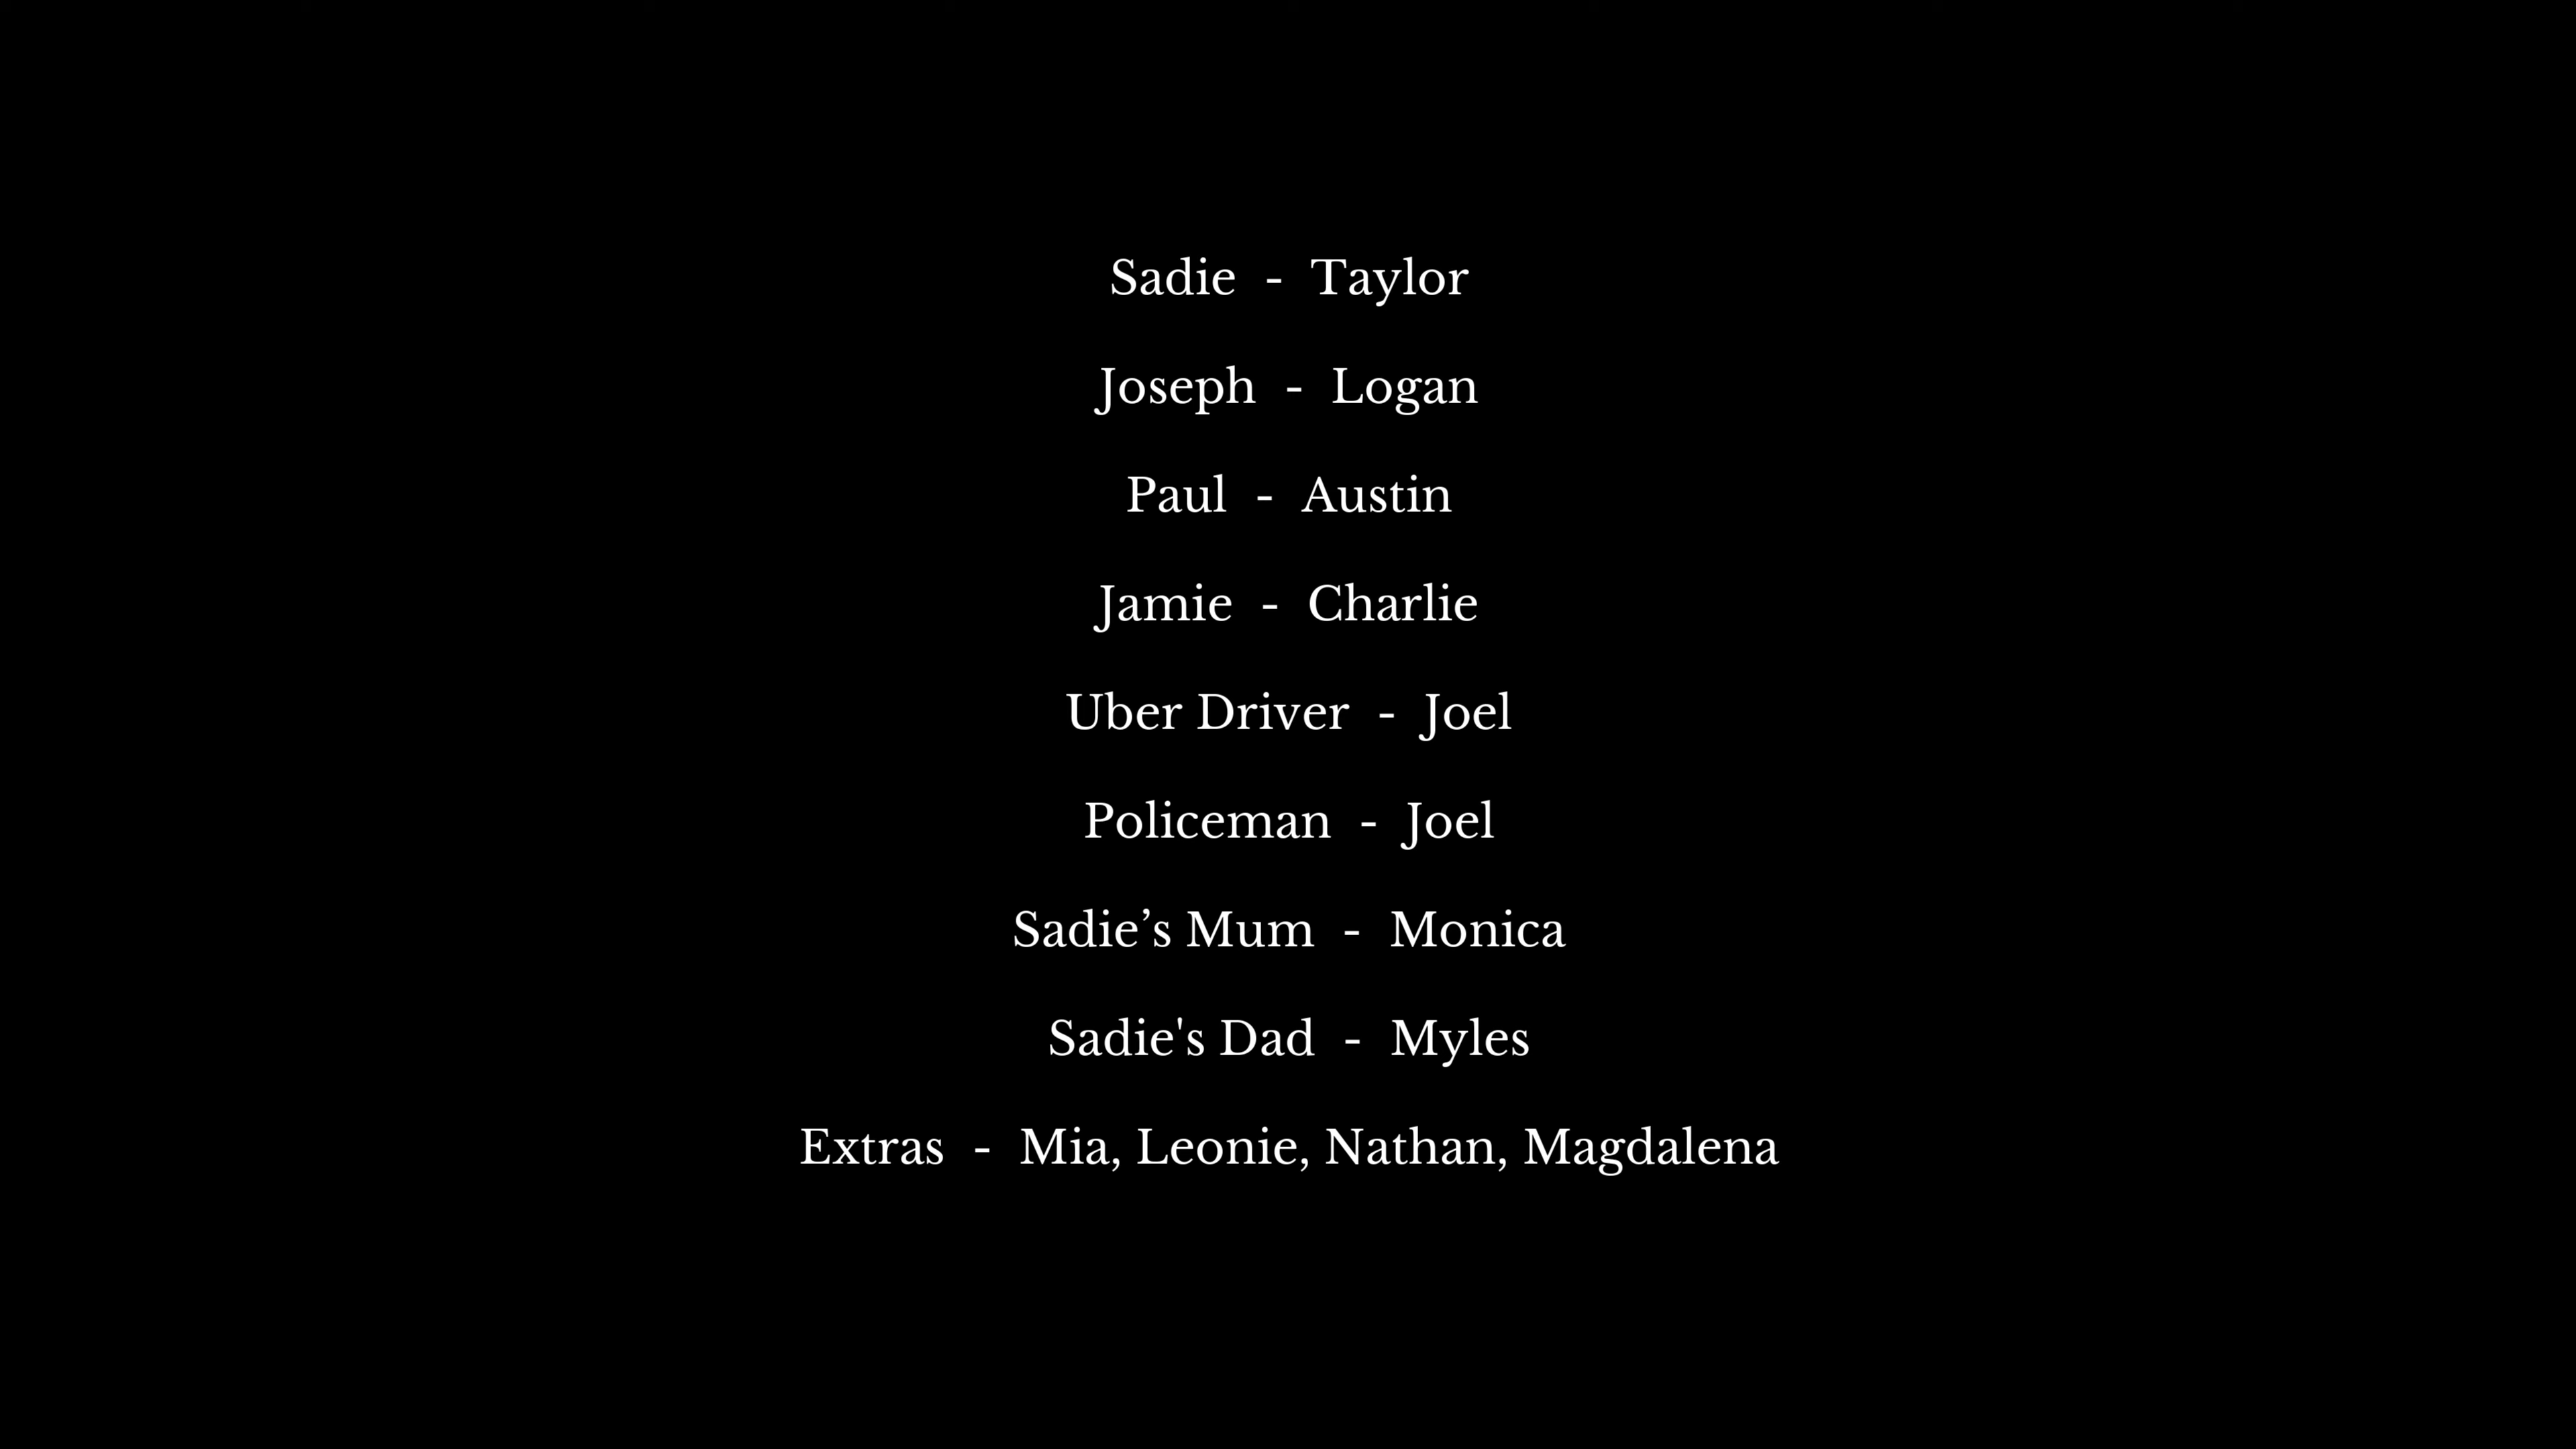 Sadie - Taylor
Joseph - Logan
Paul - Austin
Jamie - Charlie
Uber Driver - Joel
Policeman - Joel
Sadie’s Mum - Monica
Sadie's Dad - Myles
Extras - Mia, Leonie, Nathan, Magdalena